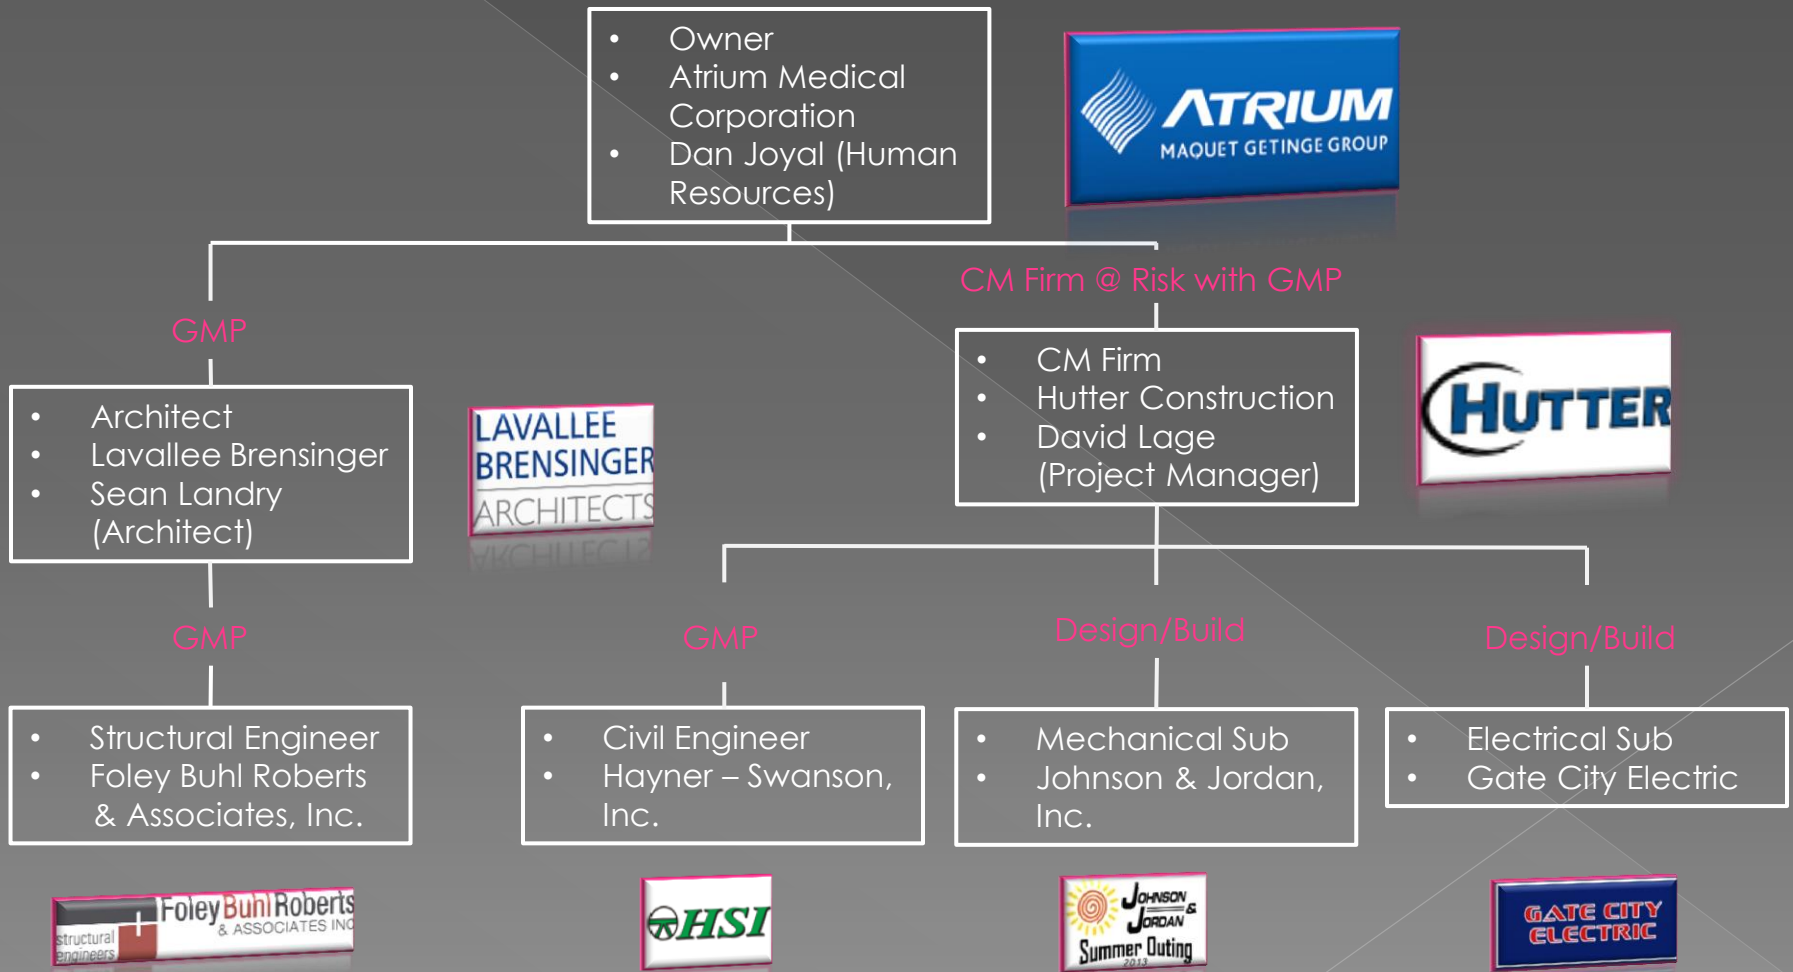 • Owner
• Atrium Medical
Corporation
• Dan Joyal (Human
Resources)
ATRIUM
MAQUET GETINGE GROUP
CM Firm @ Risk with GMP
GMP
• CM Firm
• Hutter Construction
• David Lage
(Project Manager)
HUTTER
• Architect
• Lavallee Brensinger
• Sean Landry
(Architect)
LAVALLEE
BRENSINGER
ARCHITECTS
GMP
GMP
Design/Build
Design/Build
• Structural Engineer
• Foley Buhl Roberts
& Associates, Inc.
• Civil Engineer
• Hayner – Swanson,
Inc.
• Mechanical Sub
• Johnson & Jordan,
Inc.
• Electrical Sub
• Gate City Electric
structural
engineers
Foley Buhl Roberts
& ASSOCIATES INC
HSI
JOHNSON
&
JORDAN
Summer Outing
2013
GATE CITY
ELECTRIC